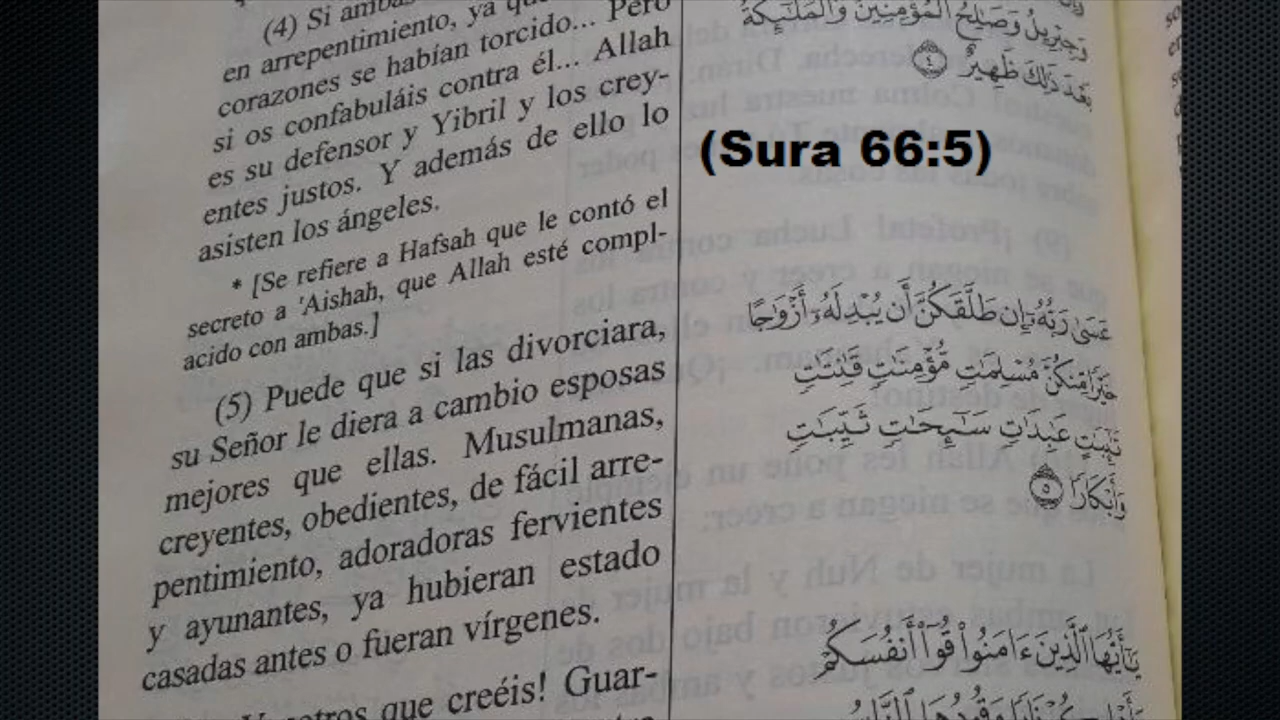 (4) Si ambas
en arrepentimiento, ya que
corazones se habían torcido... Pero
si os confabuláis contra él... Allah
es su defensor y Yibril y los crey-
entes justos. Y además de ello lo
asisten los ángeles.
* [Se refiere a Hafsah que le contó el
secreto a 'Aishah, que Allah esté compl-
acido con ambas.]
(5) Puede que si las divorciara,
su Señor le diera a cambio esposas
mejores que ellas. Musulmanas,
creyentes, obedientes, de fácil arre-
pentimiento, adoradoras fervientes
y ayunantes, ya hubieran estado
casadas antes o fueran vírgenes.
que creéis! Guar-
وَجِبْرِيلُ وَصَٰلِحُ ٱلْمُؤْمِنِينَ وَٱلْمَلَٰٓئِكَةُ
بَعْدَ ذَٰلِكَ ظَهِيرٌ ٤
(Sura 66:5)
عَسَىٰ رَبُّهُۥٓ إِن طَلَّقَكُنَّ أَن يُبْدِلَهُۥٓ أَزْوَٰجًا
خَيْرًا مِّنكُنَّ مُسْلِمَٰتٍ مُّؤْمِنَٰتٍ قَٰنِتَٰتٍ
تَٰٓئِبَٰتٍ عَٰبِدَٰتٍ سَٰٓئِحَٰتٍ ثَيِّبَٰتٍ
وَأَبْكَارًا ٥
يَٰٓأَيُّهَا ٱلَّذِينَ ءَامَنُوا۟ قُوٓا۟ أَنفُسَكُمْ